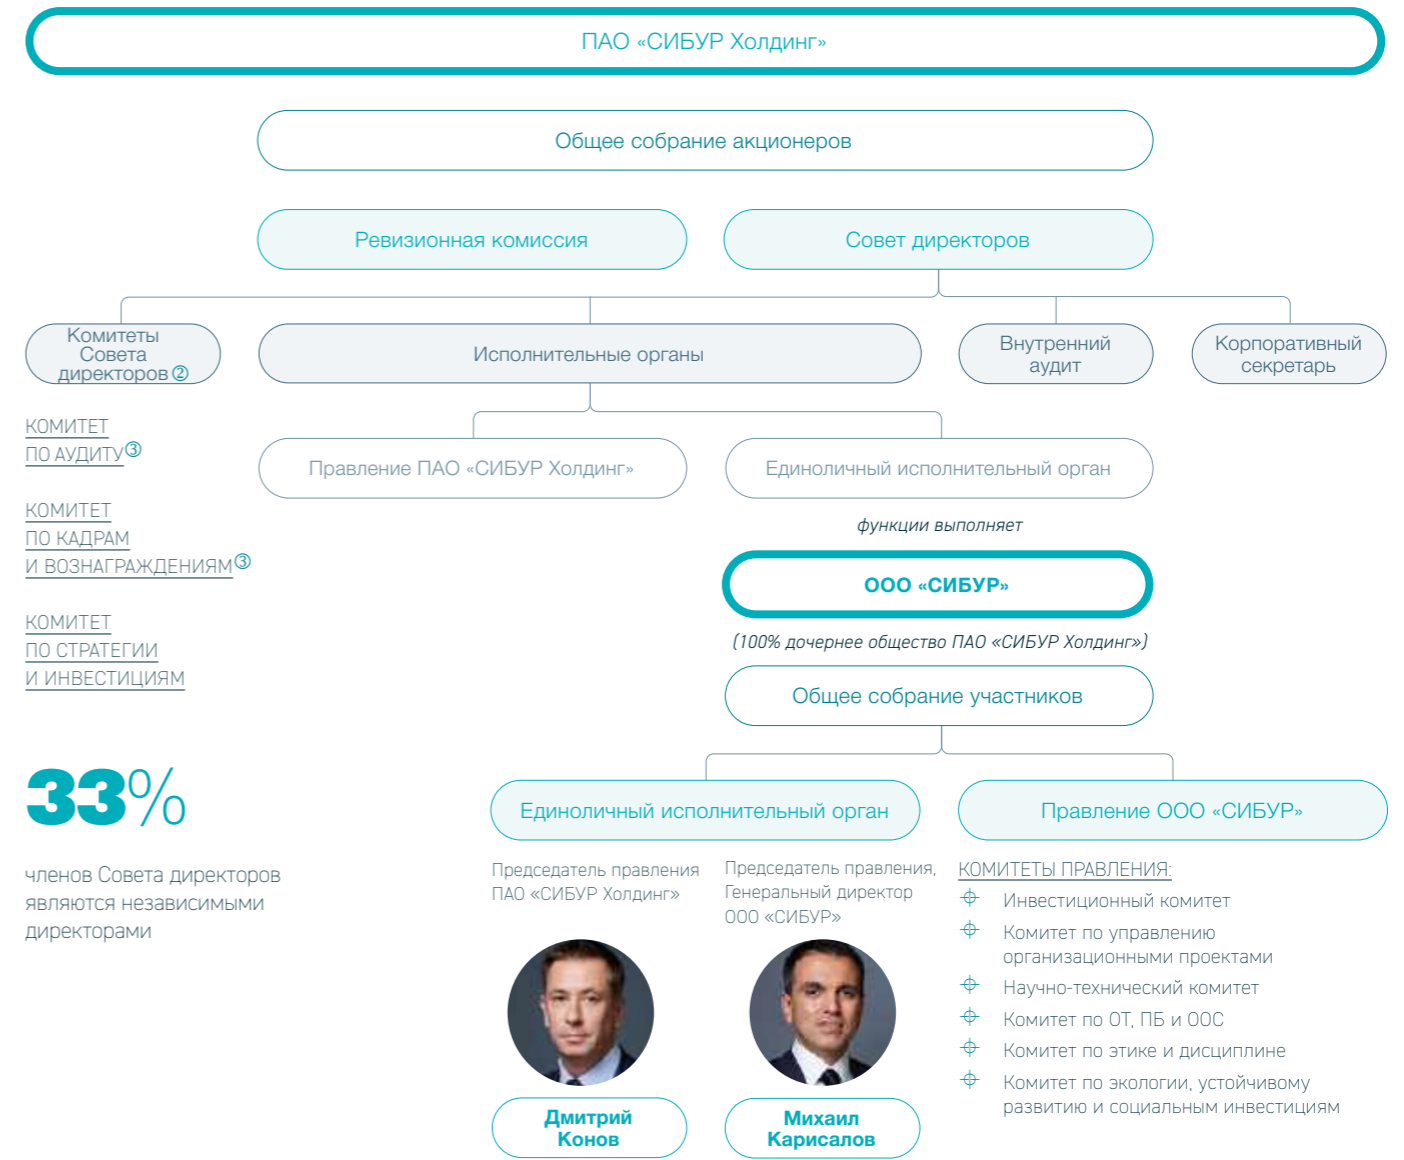 ПАО «СИБУР Холдинг»
Общее собрание акционеров
Ревизионная комиссия
Совет директоров
Комитеты
Совета
директоров ②
Исполнительные органы
Внутренний
аудит
Корпоративный
секретарь
КОМИТЕТ
ПО АУДИТУ③
КОМИТЕТ
ПО КАДРАМ
И ВОЗНАГРАЖДЕНИЯМ③
КОМИТЕТ
ПО СТРАТЕГИИ
И ИНВЕСТИЦИЯМ
Правление ПАО «СИБУР Холдинг»
Единоличный исполнительный орган
функции выполняет
ООО «СИБУР»
(100% дочернее общество ПАО «СИБУР Холдинг»)
Общее собрание участников
33%
членов Совета директоров
являются независимыми
директорами
Единоличный исполнительный орган
Председатель правления
ПАО «СИБУР Холдинг»
Дмитрий
Конов
Председатель правления,
Генеральный директор
ООО «СИБУР»
Михаил
Карисалов
Правление ООО «СИБУР»
КОМИТЕТЫ ПРАВЛЕНИЯ:
Инвестиционный комитет
Комитет по управлению
организационными проектами
Научно-технический комитет
Комитет по ОТ, ПБ и ООС
Комитет по этике и дисциплине
Комитет по экологии, устойчивому
развитию и социальным инвестициям